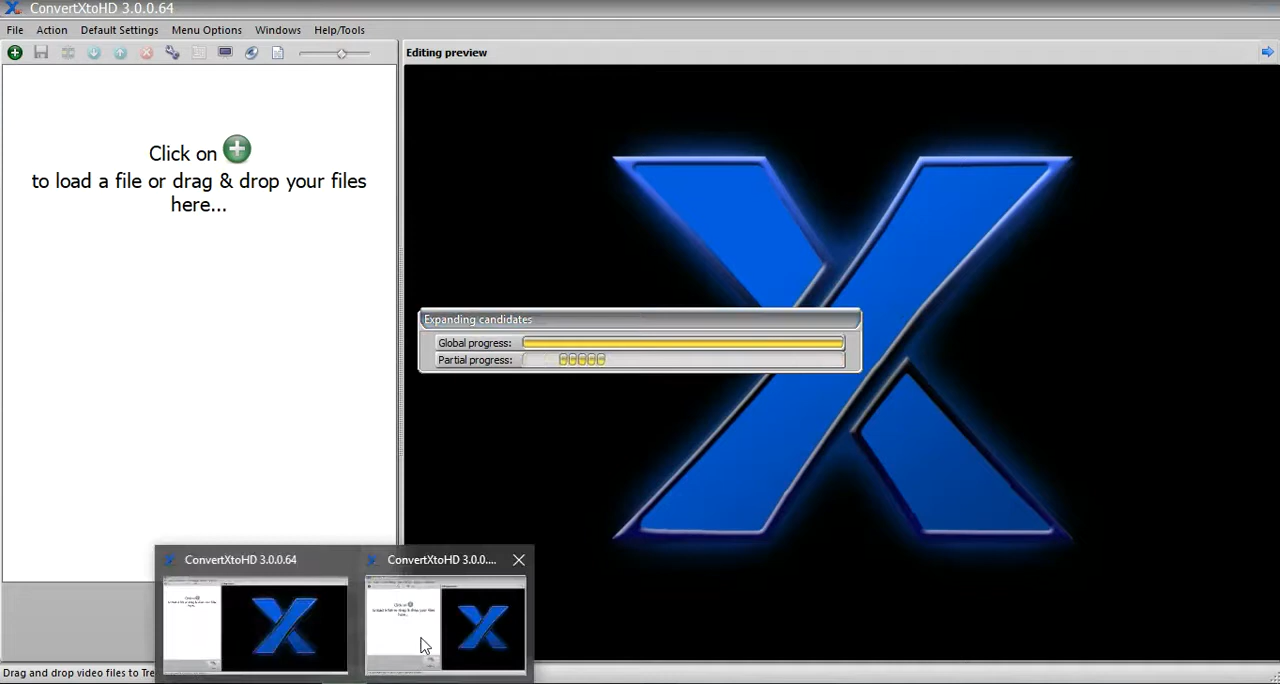 ConvertXtoHD 3.0.0.64
File Action Default Settings Menu Options Windows Help/Tools
Editing preview
Click on
to load a file or drag & drop your files
here...
Expanding candidates
Global progress:
Partial progress:
ConvertXtoHD 3.0.0.64
ConvertXtoHD 3.0.0....
Drag and drop video files to Tre